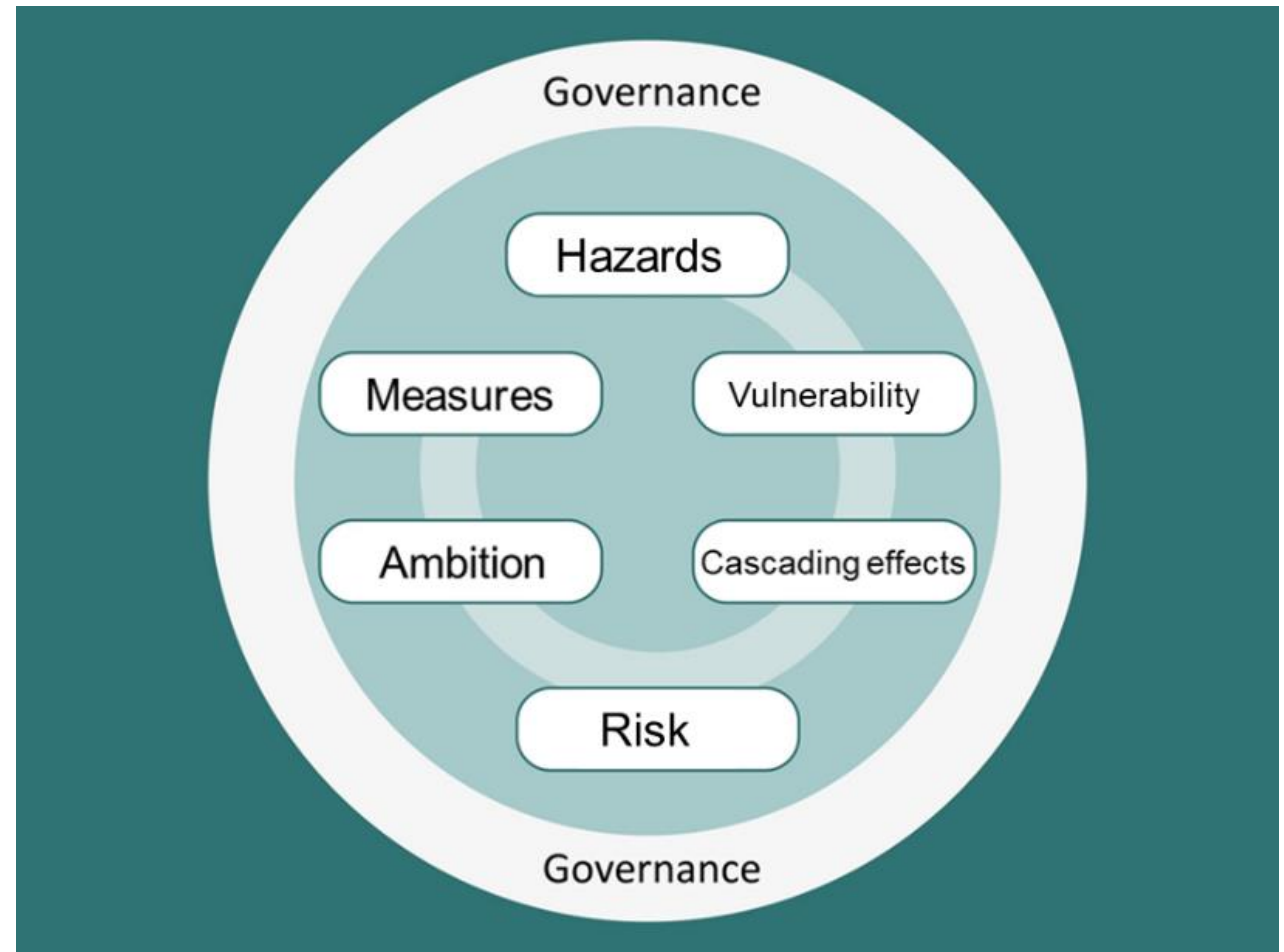 Governance
Hazards
Measures
Vulnerability
Ambition
Cascading effects
Risk
Governance